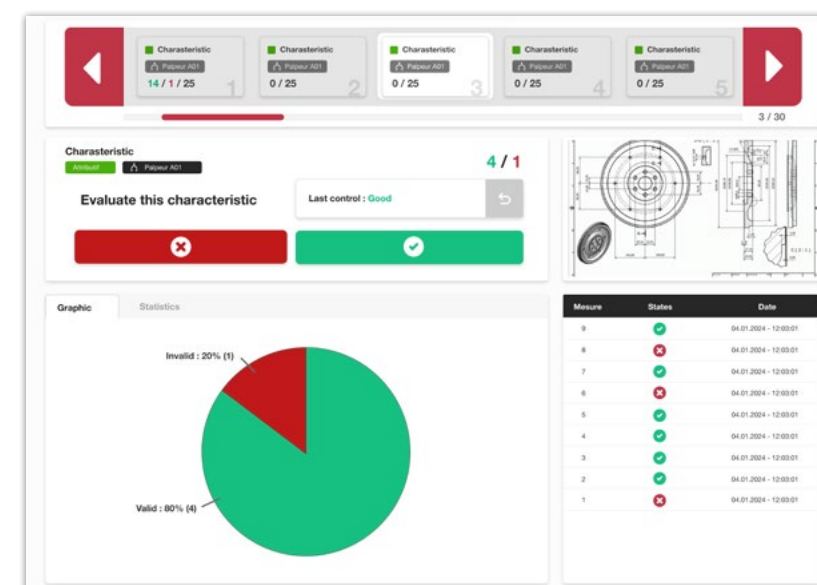 Charasteristic
Palpeur A01
14 / 1 / 25
1
Charasteristic
Palpeur A01
0 / 25
2
Charasteristic
Palpeur A01
0 / 25
3
Charasteristic
Palpeur A01
0 / 25
4
Charasteristic
Palpeur A01
0 / 25
5
3 / 30
Charasteristic
Attributif
Palpeur A01
4 / 1
Evaluate this characteristic
Last control : Good
Graphic
Statistics
Invalid : 20% (1)
Valid : 80% (4)
Mesure States Date
9 04.01.2024 - 12:03:01
8 04.01.2024 - 12:03:01
7 04.01.2024 - 12:03:01
6 04.01.2024 - 12:03:01
5 04.01.2024 - 12:03:01
4 04.01.2024 - 12:03:01
3 04.01.2024 - 12:03:01
2 04.01.2024 - 12:03:01
1 04.01.2024 - 12:03:01